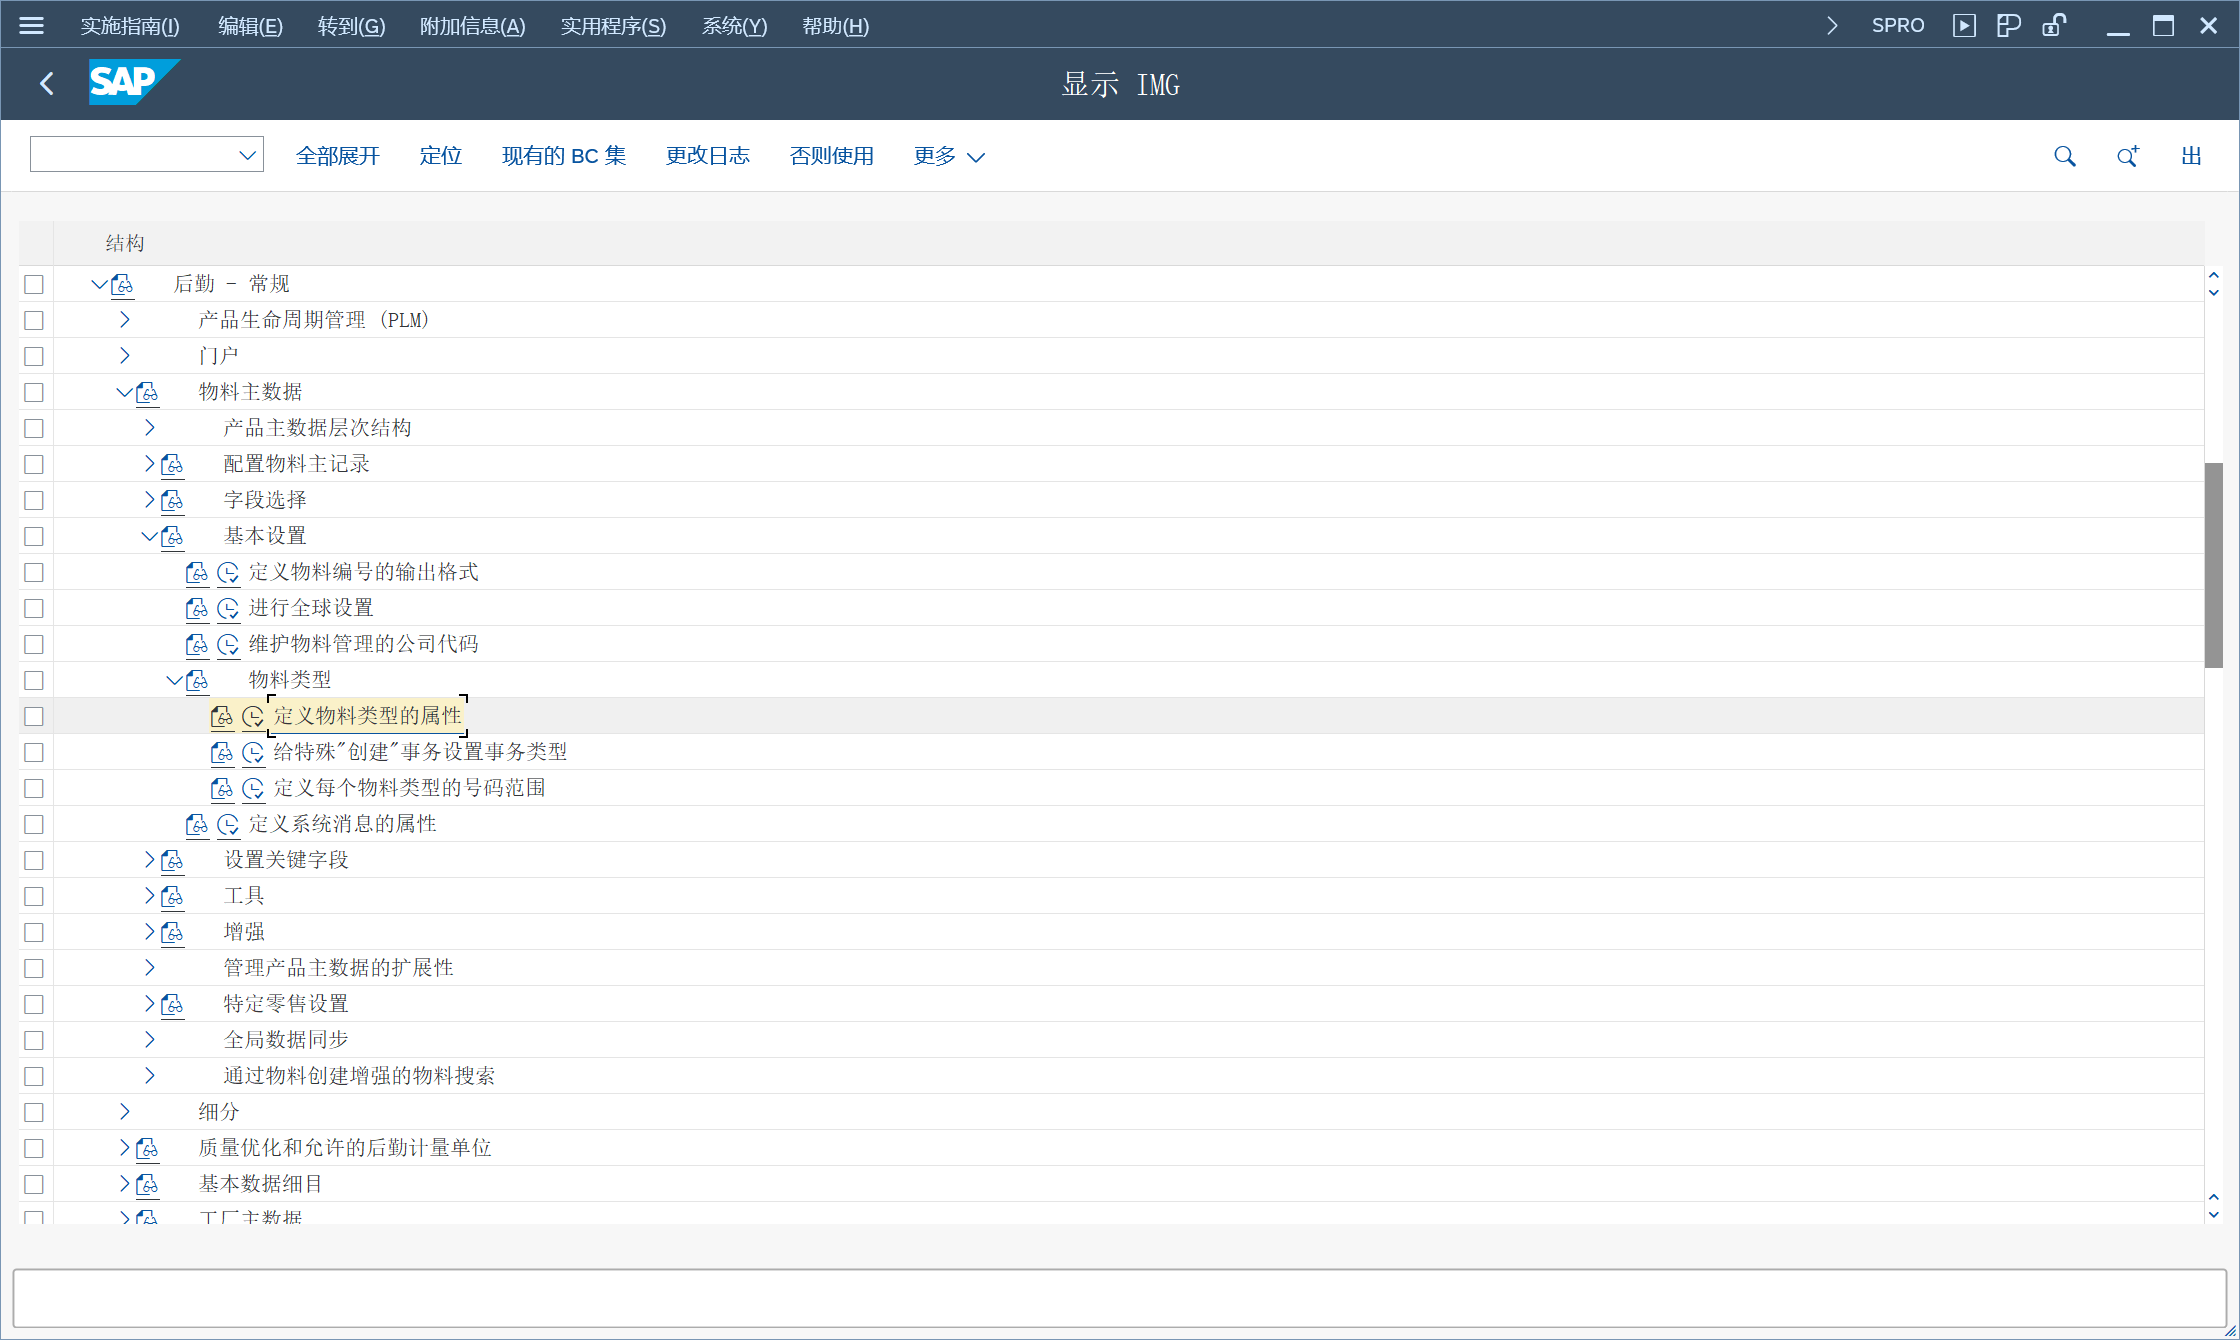 实施指南(I) 编辑(E) 转到(G) 附加信息(A) 实用程序(S) 系统(Y) 帮助(H) SPRO
SAP 显示 IMG
全部展开 定位 现有的 BC 集 更改日志 否则使用 更多 出
结构
后勤 - 常规
产品生命周期管理 (PLM)
门户
物料主数据
产品主数据层次结构
配置物料主记录
字段选择
基本设置
定义物料编号的输出格式
进行全球设置
维护物料管理的公司代码
物料类型
定义物料类型的属性
给特殊"创建"事务设置事务类型
定义每个物料类型的号码范围
定义系统消息的属性
设置关键字段
工具
增强
管理产品主数据的扩展性
特定零售设置
全局数据同步
通过物料创建增强的物料搜索
细分
质量优化和允许的后勤计量单位
基本数据细目
工厂主数据